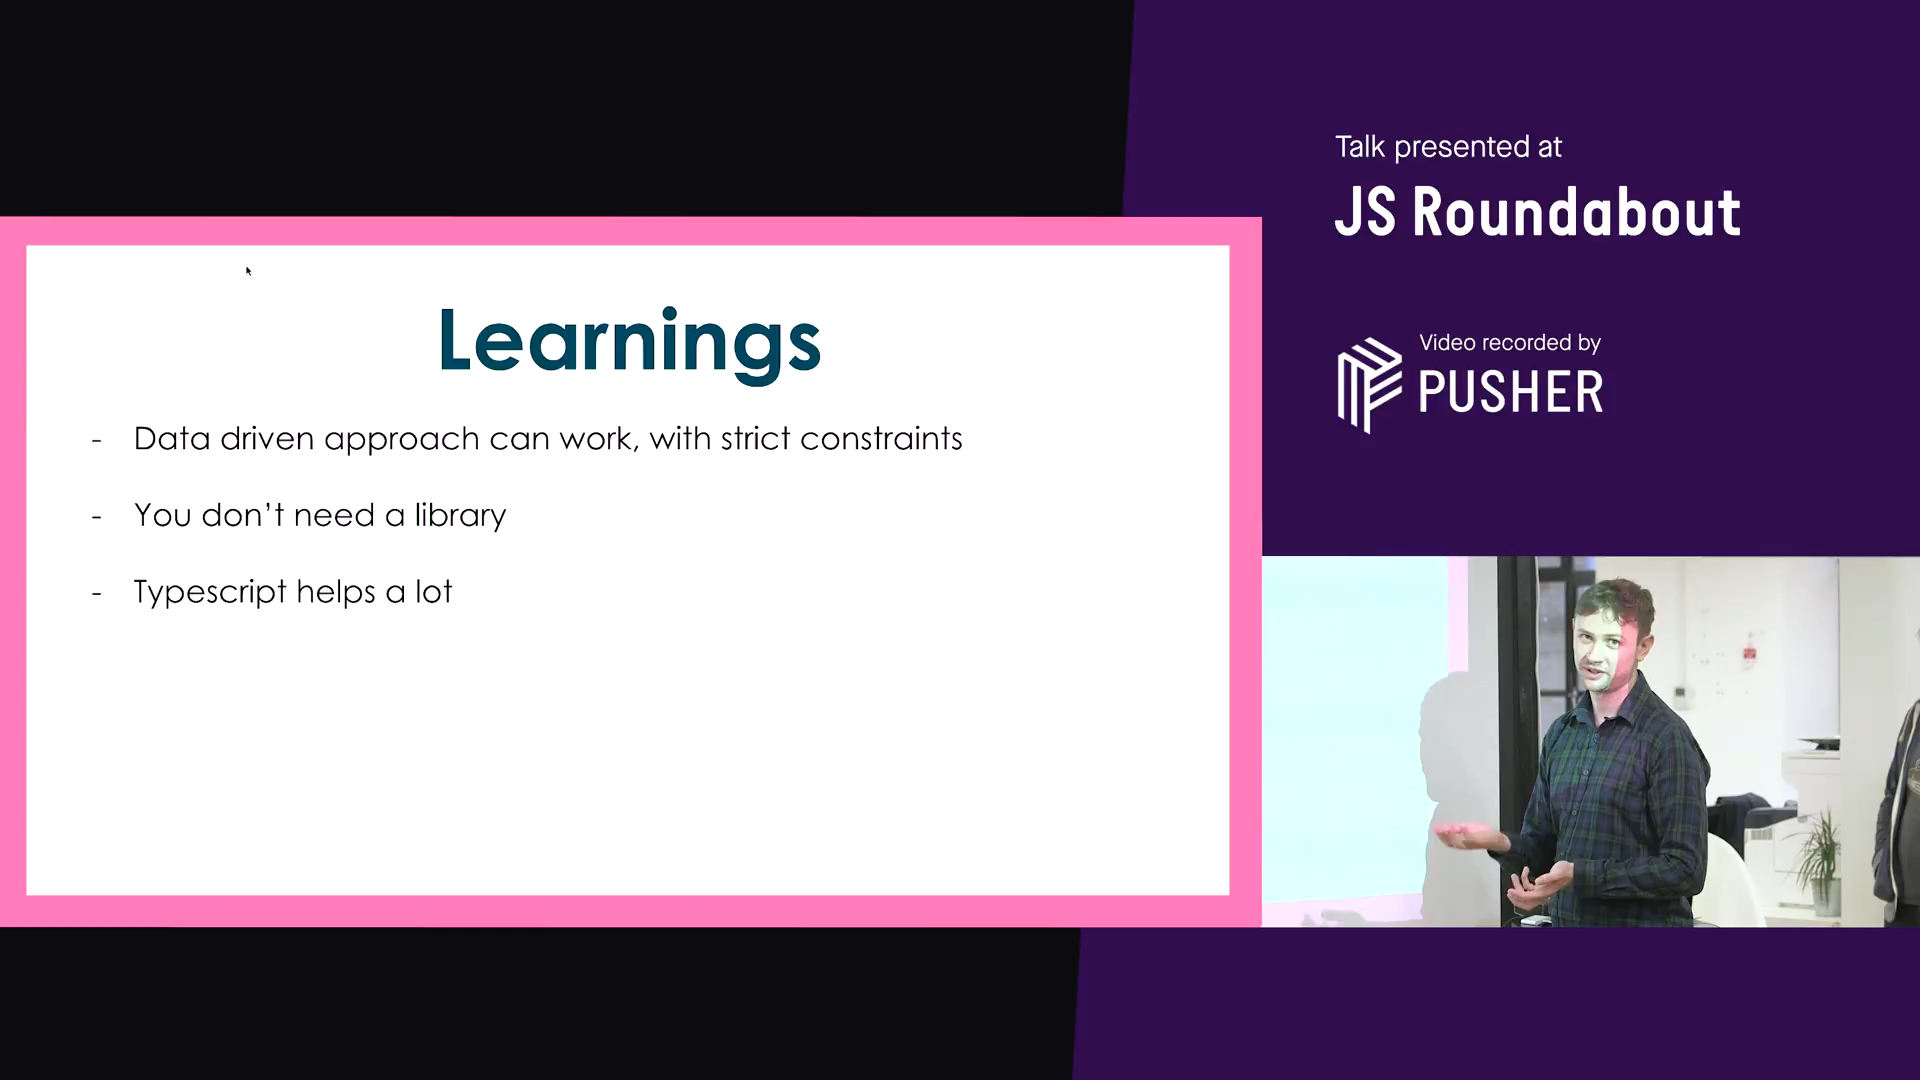 Talk presented at
JS Roundabout
Video recorded by
PUSHER
Learnings
- Data driven approach can work, with strict constraints
- You don’t need a library
- Typescript helps a lot